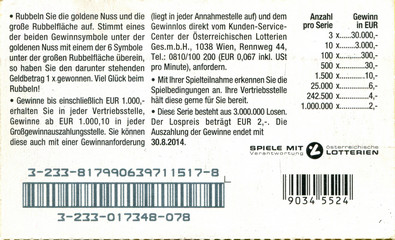 • Rubbeln Sie die goldene Nuss und die
große Rubbelfläche auf. Stimmt eines
der beiden Gewinnsymbole unter der
goldenen Nuss mit einem der 6 Symbole
unter der großen Rubbelfläche überein,
so haben Sie den darunter stehenden
Geldbetrag 1 x gewonnen. Viel Glück beim
Rubbeln!
• Gewinne bis einschließlich EUR 1.000,-
erhalten Sie in jeder Vertriebsstelle,
Gewinne ab EUR 1.000,10 in jeder
Großgewinnauszahlungsstelle. Sie können
diese auch mit einer Gewinnanforderung
(liegt in jeder Annahmestelle auf) und dem
Gewinnlos direkt vom Kunden-Service-
Center der Österreichischen Lotterien
Ges.m.b.H., 1038 Wien, Rennweg 44,
Tel.: 0810/100 200 (EUR 0,067 inkl. USt
pro Minute), anfordern.
• Mit Ihrer Spielteilnahme erkennen Sie die
Spielbedingungen an. Ihre Vertriebsstelle
hält diese gerne für Sie bereit.
• Diese Serie besteht aus 3.000.000 Losen.
Der Lospreis beträgt EUR 2,-. Die
Auszahlung der Gewinne endet mit
30.8.2014.
Anzahl Gewinn
pro Serie in EUR
3 x 30.000,-
10 x 3.000,-
100 x 300,-
500 x 30,-
1.500 x 10,-
25.000 x 6,-
242.500 x 4,-
1.000.000 x 2,-
SPIELE MIT
Verantwortung
österreichische
LOTTERIEN
3-233-817990639711517-8
3-233-017348-078
9034 5524